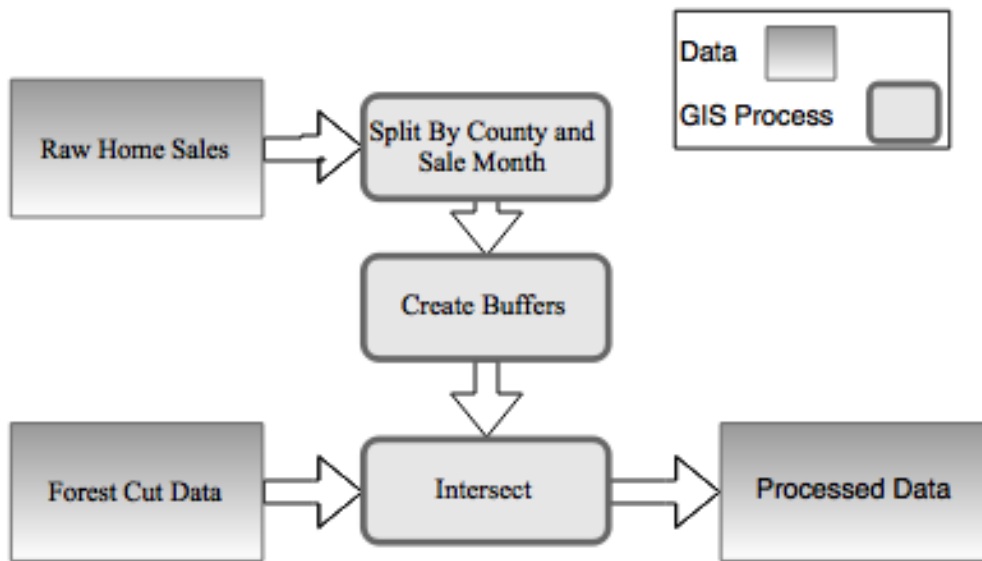 Data
GIS Process
Raw Home Sales
Split By County and
Sale Month
Create Buffers
Forest Cut Data
Intersect
Processed Data